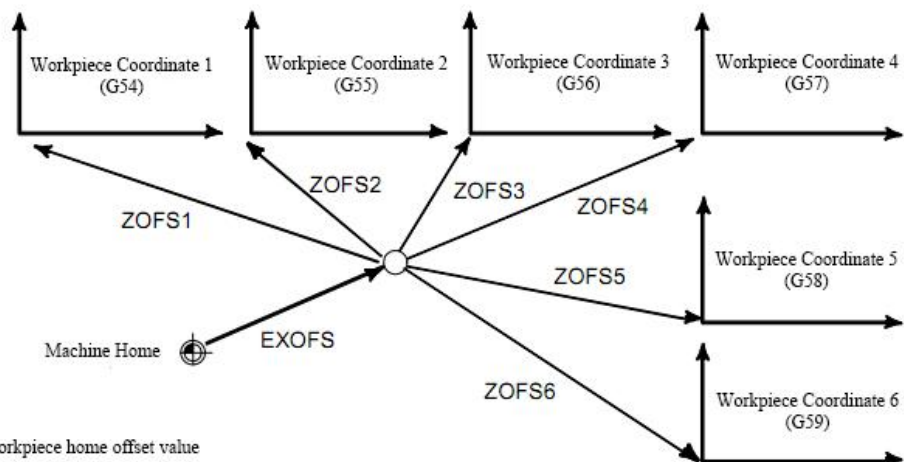 Workpiece Coordinate 1
(G54)
Workpiece Coordinate 2
(G55)
Workpiece Coordinate 3
(G56)
Workpiece Coordinate 4
(G57)
ZOFS1
ZOFS2
ZOFS3
ZOFS4
ZOFS5
Workpiece Coordinate 5
(G58)
Machine Home
EXOFS
ZOFS6
Workpiece Coordinate 6
(G59)
orkpiece home offset value